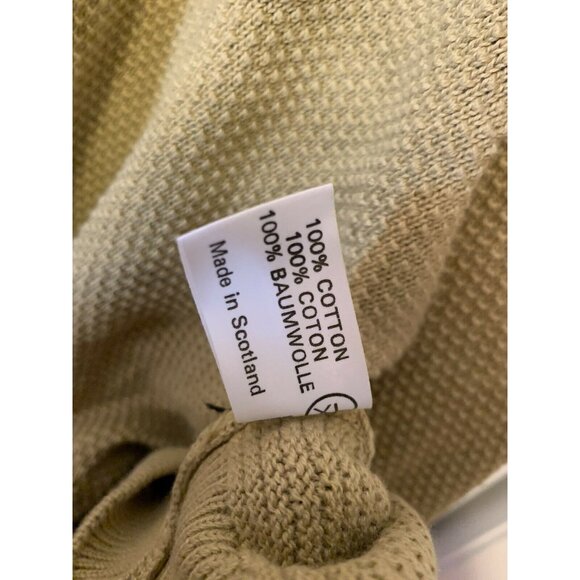 100% COTTON
100% COTON
100% BAUMWOLLE
Made in Scotland